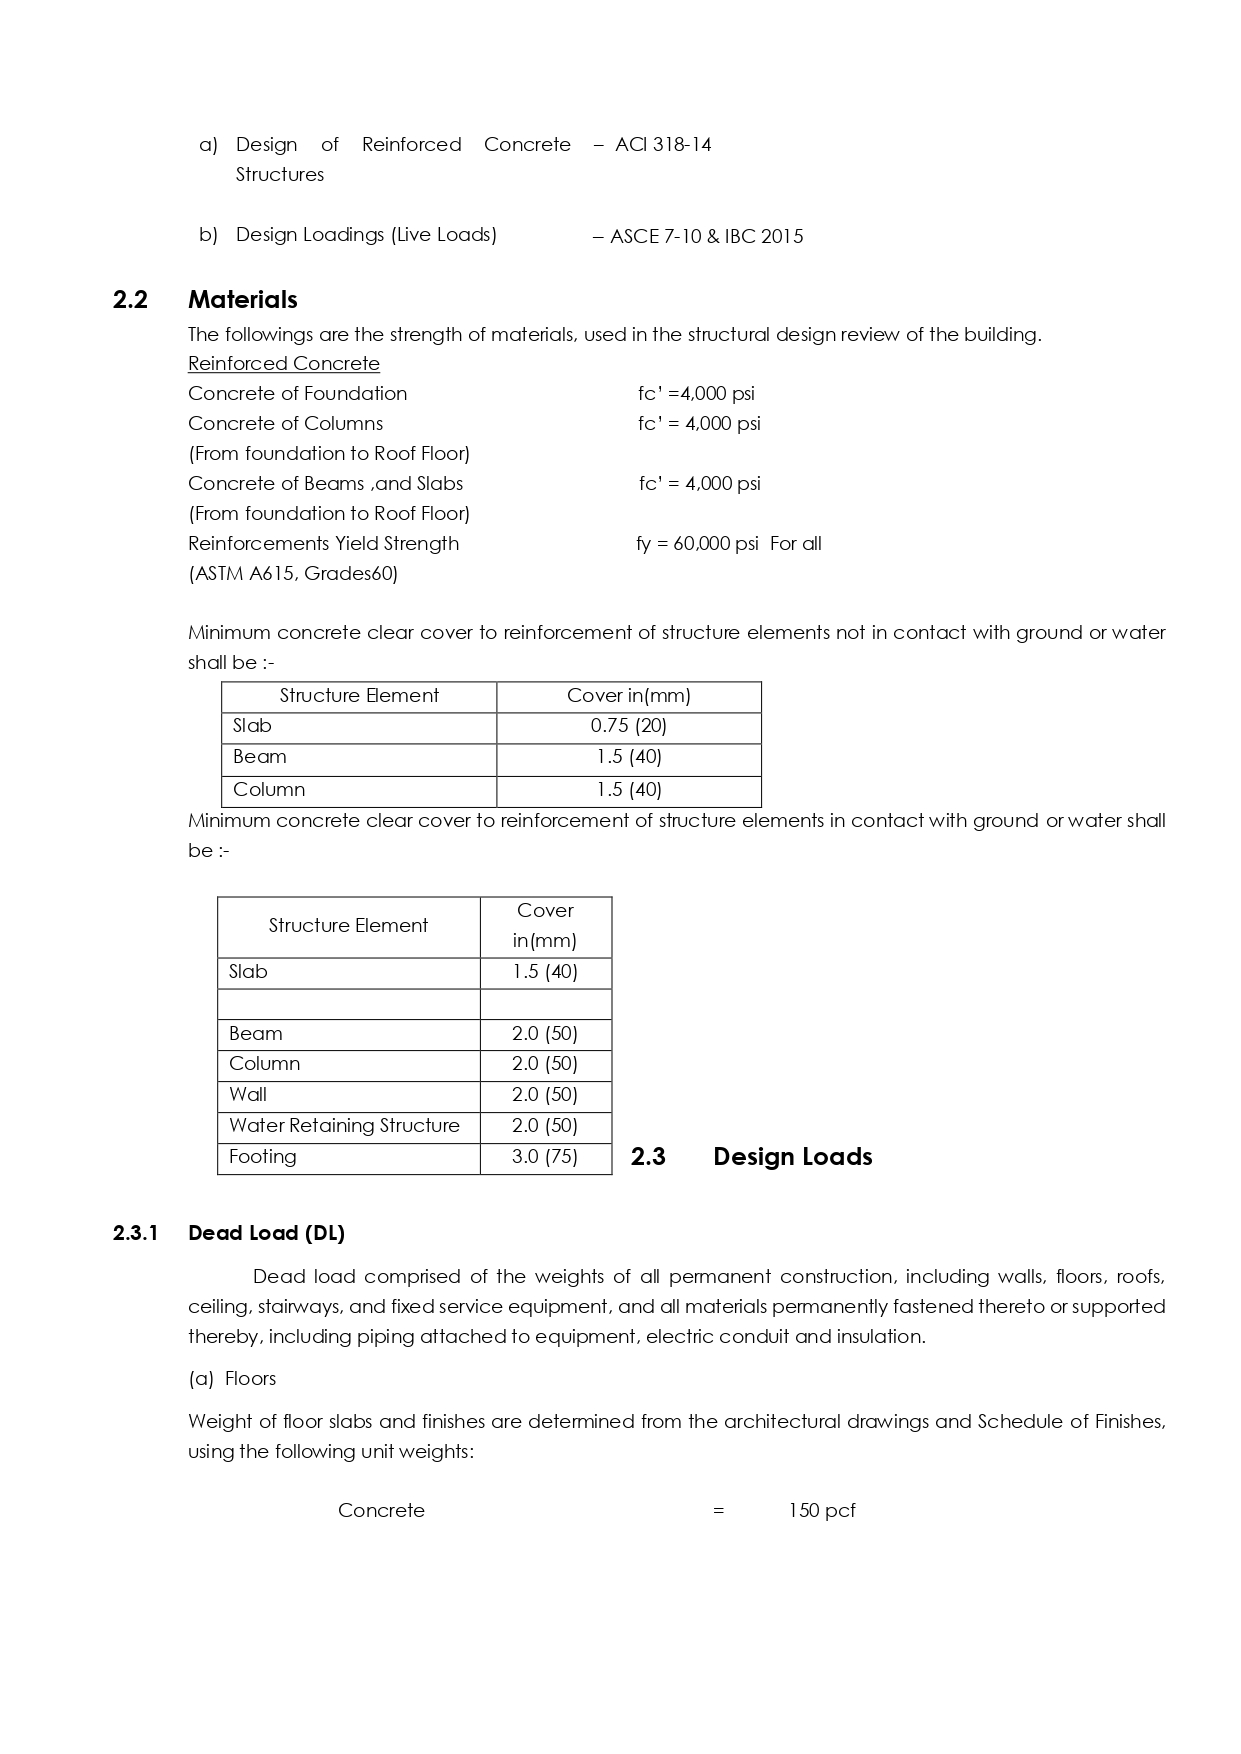 a) Design of Reinforced Concrete – ACI 318-14
Structures
b) Design Loadings (Live Loads) – ASCE 7-10 & IBC 2015
2.2 Materials
The followings are the strength of materials, used in the structural design review of the building.
Reinforced Concrete
Concrete of Foundation fc’ =4,000 psi
Concrete of Columns fc’ = 4,000 psi
(From foundation to Roof Floor)
Concrete of Beams ,and Slabs fc’ = 4,000 psi
(From foundation to Roof Floor)
Reinforcements Yield Strength fy = 60,000 psi For all
(ASTM A615, Grades60)
Minimum concrete clear cover to reinforcement of structure elements not in contact with ground or water
shall be :-
Structure Element Cover in(mm)
Slab 0.75 (20)
Beam 1.5 (40)
Column 1.5 (40)
Minimum concrete clear cover to reinforcement of structure elements in contact with ground or water shall
be :-
Structure Element Cover
in(mm)
Slab 1.5 (40)
Beam 2.0 (50)
Column 2.0 (50)
Wall 2.0 (50)
Water Retaining Structure 2.0 (50)
Footing 3.0 (75)
2.3 Design Loads
2.3.1 Dead Load (DL)
Dead load comprised of the weights of all permanent construction, including walls, floors, roofs,
ceiling, stairways, and fixed service equipment, and all materials permanently fastened thereto or supported
thereby, including piping attached to equipment, electric conduit and insulation.
(a) Floors
Weight of floor slabs and finishes are determined from the architectural drawings and Schedule of Finishes,
using the following unit weights:
Concrete = 150 pcf